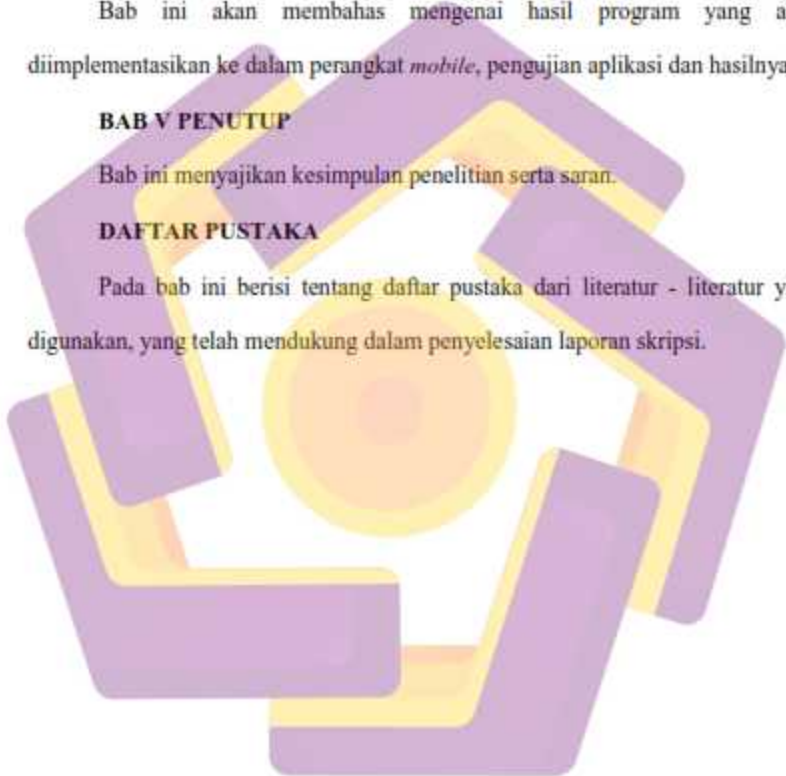 Bab ini akan membahas mengenai hasil program yang a
diimplementasikan ke dalam perangkat mobile, pengujian aplikasi dan hasilnya
BAB V PENUTUP
Bab ini menyajikan kesimpulan penelitian serta saran.
DAFTAR PUSTAKA
Pada bab ini berisi tentang daftar pustaka dari literatur - literatur y
digunakan, yang telah mendukung dalam penyelesaian laporan skripsi.